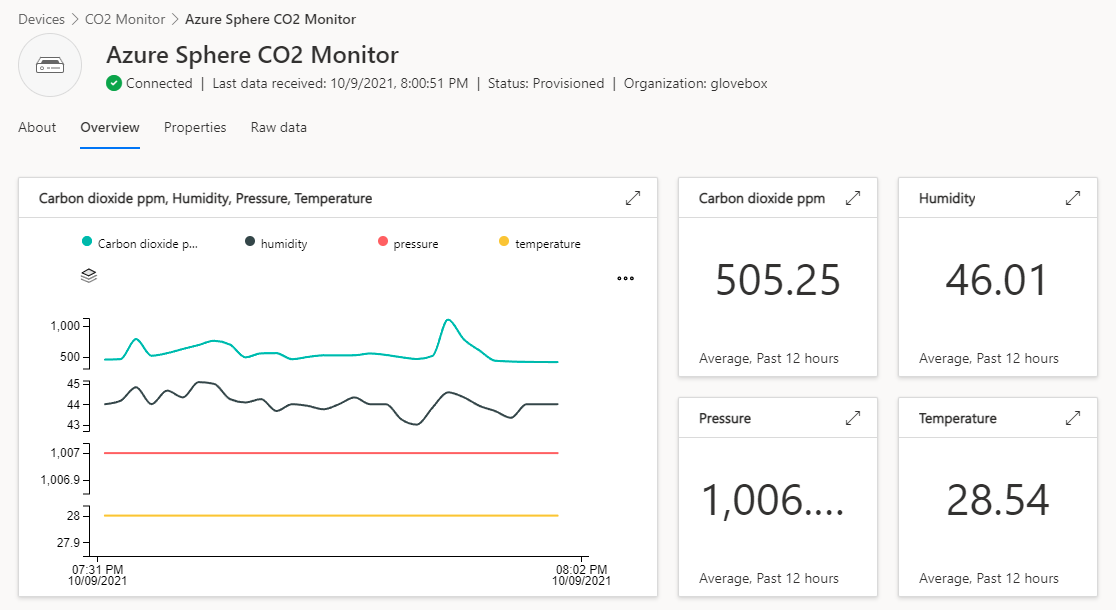 Devices > CO2 Monitor > Azure Sphere CO2 Monitor
Azure Sphere CO2 Monitor
Connected | Last data received: 10/9/2021, 8:00:51 PM | Status: Provisioned | Organization: glovebox
About Overview Properties Raw data
Carbon dioxide ppm, Humidity, Pressure, Temperature
Carbon dioxide p... humidity pressure temperature
1,000
500
45
44
43
1,007
1,006.9
28
27.9
07:31 PM 08:02 PM
10/09/2021 10/09/2021
Carbon dioxide ppm
505.25
Average, Past 12 hours
Humidity
46.01
Average, Past 12 hours
Pressure
1,006....
Average, Past 12 hours
Temperature
28.54
Average, Past 12 hours